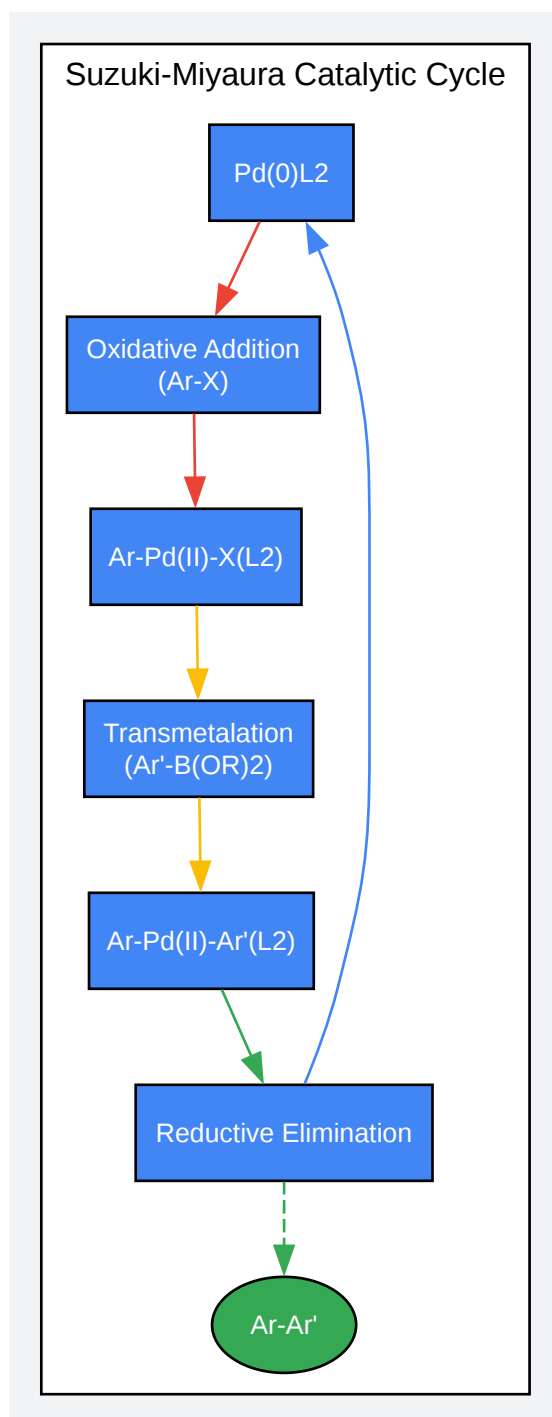 Suzuki-Miyaura Catalytic Cycle
Pd(0)L2
Oxidative Addition
(Ar-X)
Ar-Pd(II)-X(L2)
Transmetalation
(Ar'-B(OR)2)
Ar-Pd(II)-Ar'(L2)
Reductive Elimination
Ar-Ar'